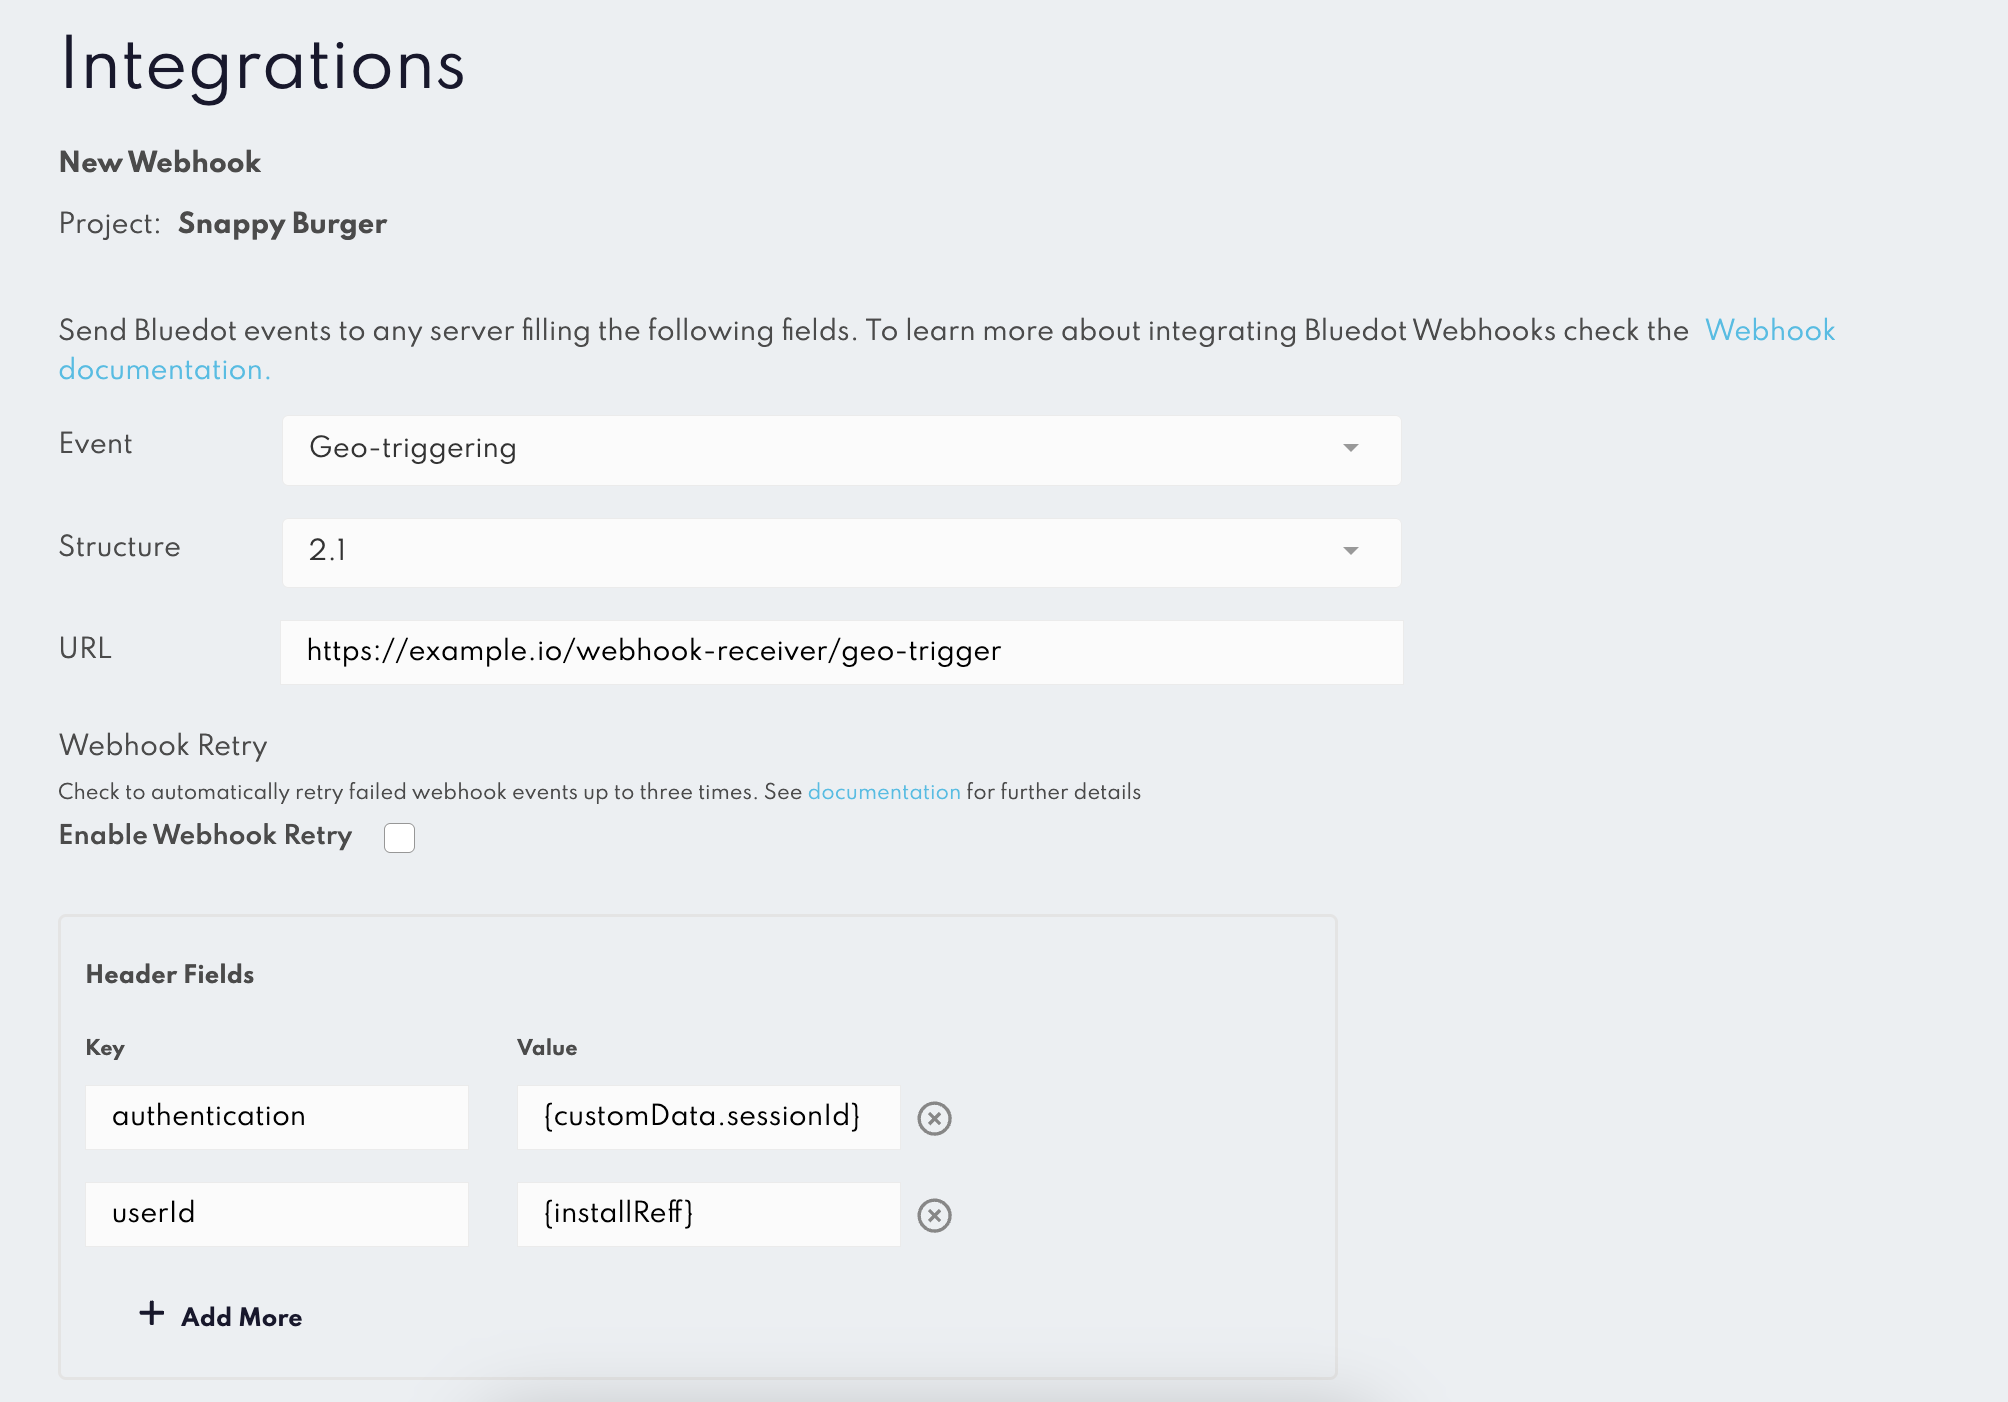 Integrations
New Webhook
Project: Snappy Burger
Send Bluedot events to any server filling the following fields. To learn more about integrating Bluedot Webhooks check the Webhook
documentation.
Event Geo-triggering
Structure 2.1
URL https://example.io/webhook-receiver/geo-trigger
Webhook Retry
Check to automatically retry failed webhook events up to three times. See documentation for further details
Enable Webhook Retry
Header Fields
Key Value
authentication {customData.sessionId}
userId {installReff}
+ Add More